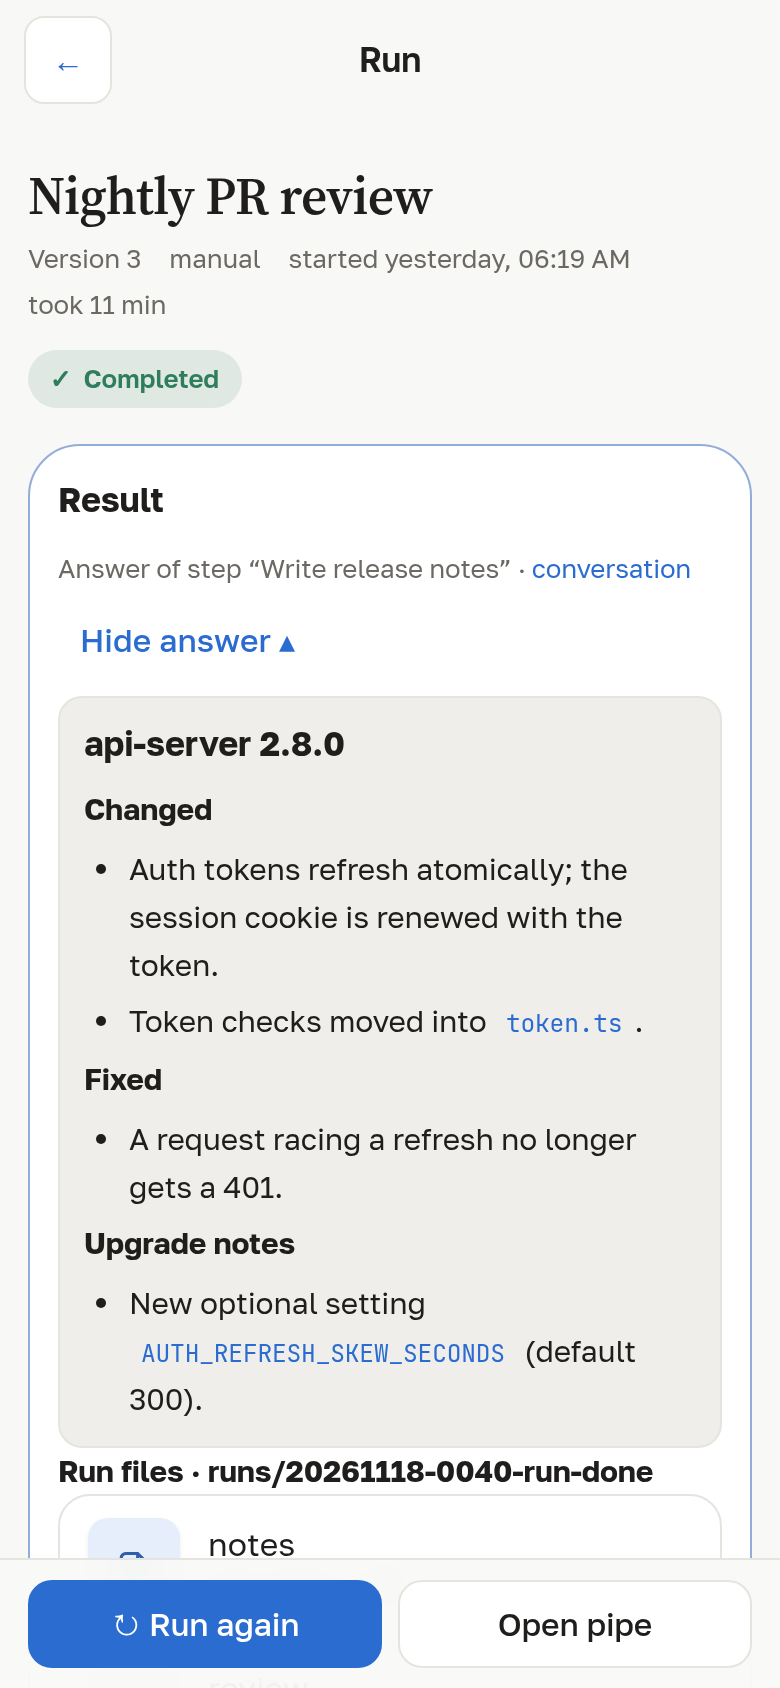 ←
Run
Nightly PR review
Version 3 manual started yesterday, 06:19 AM
took 11 min
✓ Completed
Result
Answer of step “Write release notes” · conversation
Hide answer ▴
api-server 2.8.0
Changed
• Auth tokens refresh atomically; the
session cookie is renewed with the
token.
• Token checks moved into token.ts .
Fixed
• A request racing a refresh no longer
gets a 401.
Upgrade notes
• New optional setting
AUTH_REFRESH_SKEW_SECONDS (default
300).
Run files · runs/20261118-0040-run-done
notes
↻ Run again
Open pipe
review